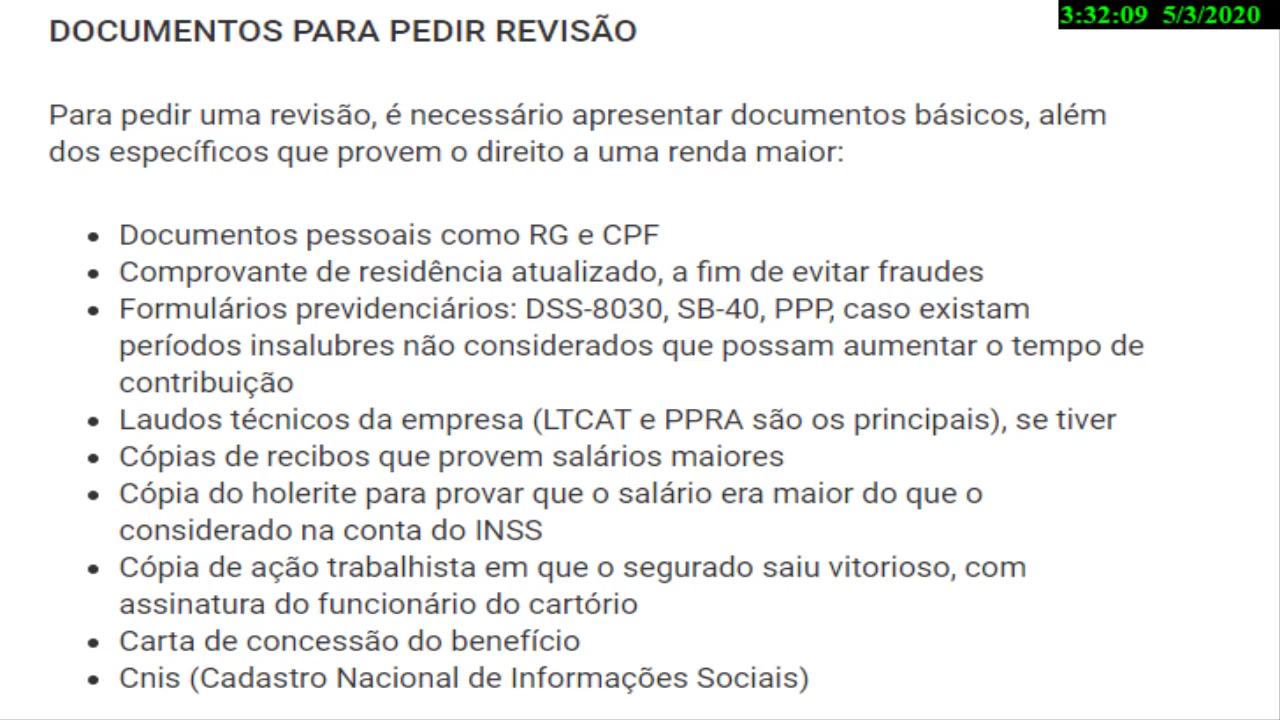 DOCUMENTOS PARA PEDIR REVISÃO
3:32:09 5/3/2020
Para pedir uma revisão, é necessário apresentar documentos básicos, além
dos específicos que provem o direito a uma renda maior:
• Documentos pessoais como RG e CPF
• Comprovante de residência atualizado, a fim de evitar fraudes
• Formulários previdenciários: DSS-8030, SB-40, PPP, caso existam
períodos insalubres não considerados que possam aumentar o tempo de
contribuição
• Laudos técnicos da empresa (LTCAT e PPRA são os principais), se tiver
• Cópias de recibos que provem salários maiores
• Cópia do holerite para provar que o salário era maior do que o
considerado na conta do INSS
• Cópia de ação trabalhista em que o segurado saiu vitorioso, com
assinatura do funcionário do cartório
• Carta de concessão do benefício
• Cnis (Cadastro Nacional de Informações Sociais)